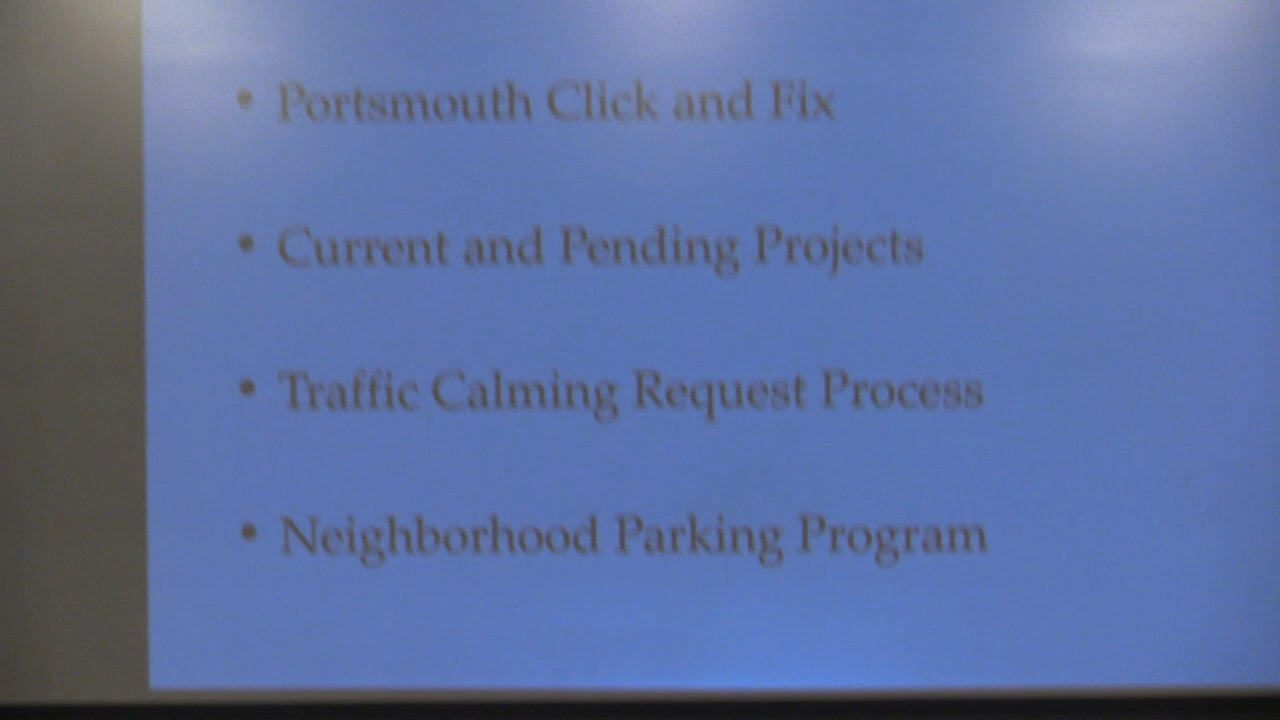 • Portsmouth Click and Fix
• Current and Pending Projects
• Traffic Calming Request Process
• Neighborhood Parking Program